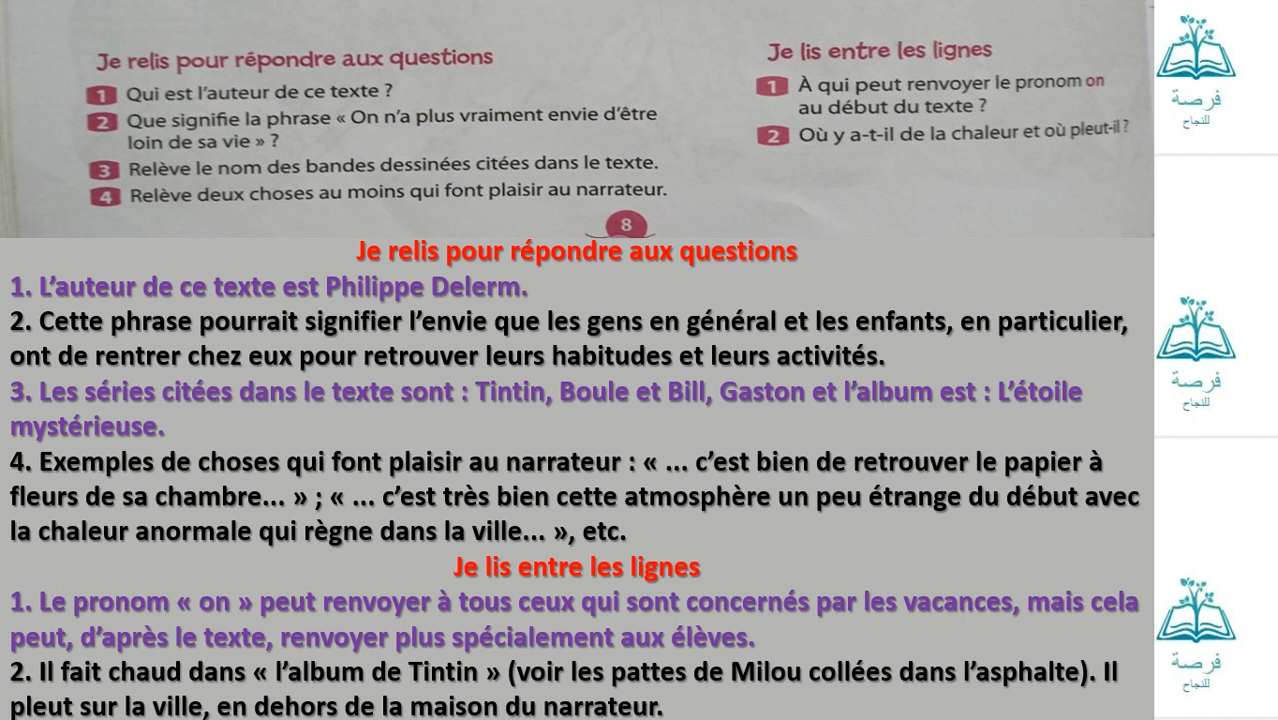 Je relis pour répondre aux questions
1 Qui est l'auteur de ce texte ?
2 Que signifie la phrase « On n'a plus vraiment envie d'être
loin de sa vie » ?
3 Relève le nom des bandes dessinées citées dans le texte.
4 Relève deux choses au moins qui font plaisir au narrateur.
Je lis entre les lignes
1 À qui peut renvoyer le pronom on
au début du texte ?
2 Où y a-t-il de la chaleur et où pleut-il ?
8
Je relis pour répondre aux questions
1. L’auteur de ce texte est Philippe Delerm.
2. Cette phrase pourrait signifier l’envie que les gens en général et les enfants, en particulier,
ont de rentrer chez eux pour retrouver leurs habitudes et leurs activités.
3. Les séries citées dans le texte sont : Tintin, Boule et Bill, Gaston et l’album est : L’étoile
mystérieuse.
4. Exemples de choses qui font plaisir au narrateur : « ... c’est bien de retrouver le papier à
fleurs de sa chambre... » ; « ... c’est très bien cette atmosphère un peu étrange du début avec
la chaleur anormale qui règne dans la ville... », etc.
Je lis entre les lignes
1. Le pronom « on » peut renvoyer à tous ceux qui sont concernés par les vacances, mais cela
peut, d’après le texte, renvoyer plus spécialement aux élèves.
2. Il fait chaud dans « l’album de Tintin » (voir les pattes de Milou collées dans l’asphalte). Il
pleut sur la ville, en dehors de la maison du narrateur.
فرصة
للنجاح
فرصة
للنجاح
فرصة
للنجاح